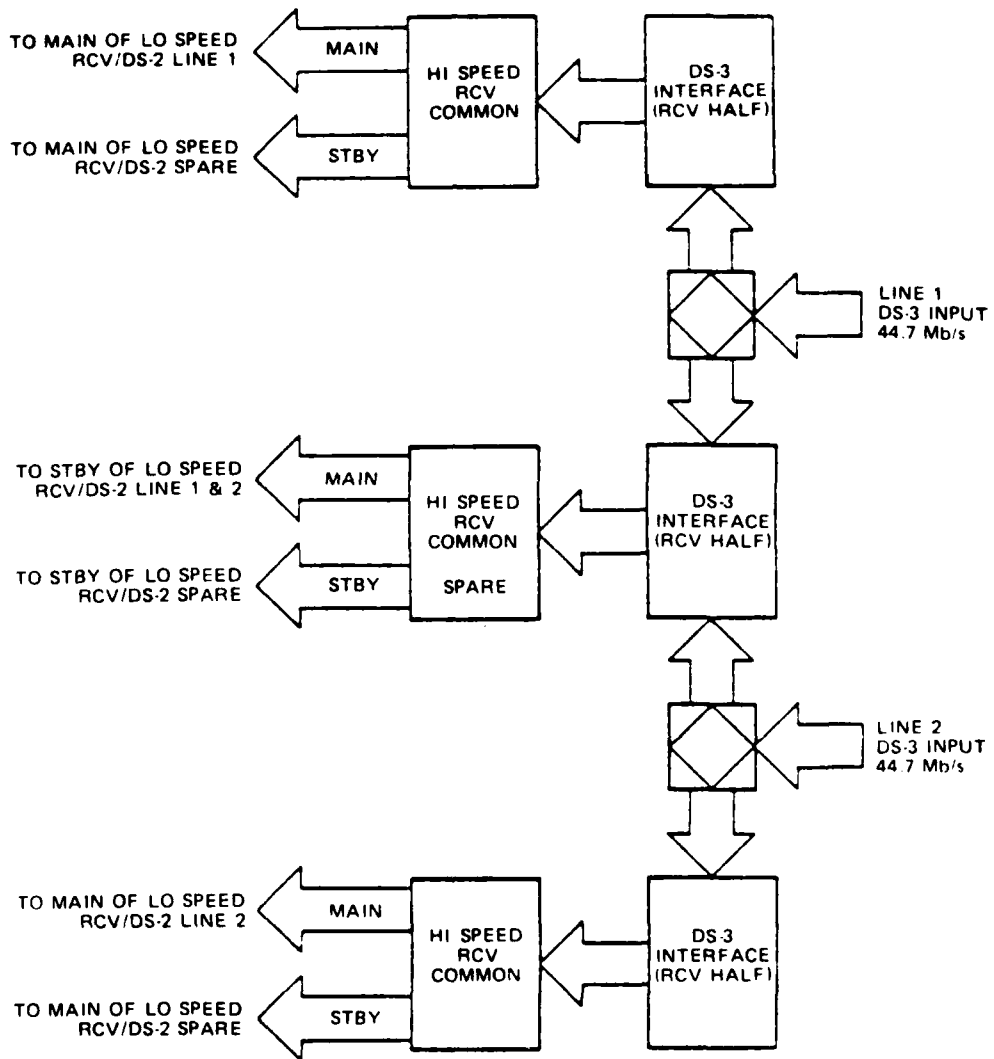 TO MAIN OF LO SPEED
RCV/DS-2 LINE 1
MAIN
HI SPEED
RCV
COMMON
DS-3
INTERFACE
(RCV HALF)
TO MAIN OF LO SPEED
RCV/DS-2 SPARE
STBY
LINE 1
DS-3 INPUT
44.7 Mb/s
TO STBY OF LO SPEED
RCV/DS-2 LINE 1 & 2
MAIN
HI SPEED
RCV
COMMON
SPARE
DS-3
INTERFACE
(RCV HALF)
TO STBY OF LO SPEED
RCV/DS-2 SPARE
STBY
LINE 2
DS-3 INPUT
44.7 Mb/s
TO MAIN OF LO SPEED
RCV/DS-2 LINE 2
MAIN
HI SPEED
RCV
COMMON
DS-3
INTERFACE
(RCV HALF)
TO MAIN OF LO SPEED
RCV/DS-2 SPARE
STBY